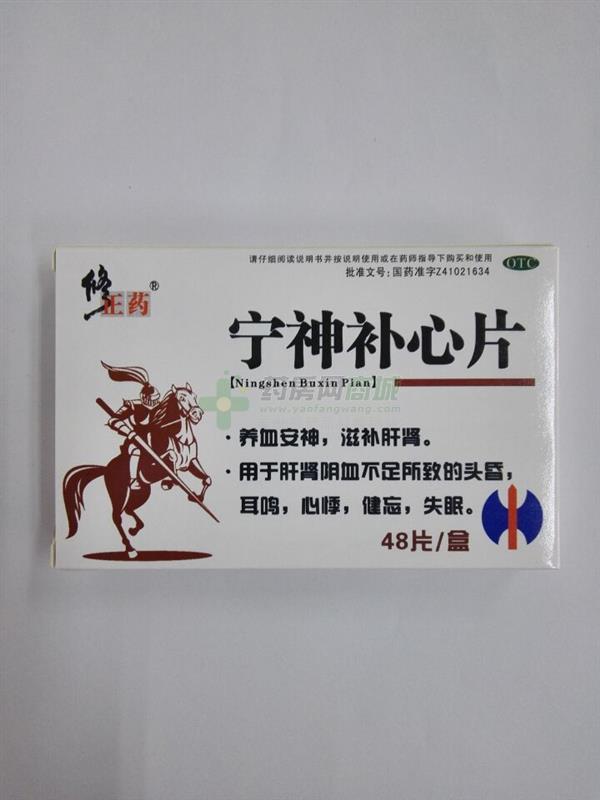 请仔细阅读说明书并按说明使用或在药师指导下购买和使用
批准文号：国药准字Z41021634
OTC
修正药®
宁神补心片
【Ningshen Buxin Pian】
药房网商城
www.yaofangwang.com
·养血安神，滋补肝肾。
·用于肝肾阴血不足所致的头昏，
耳鸣，心悸，健忘，失眠。
48片/盒